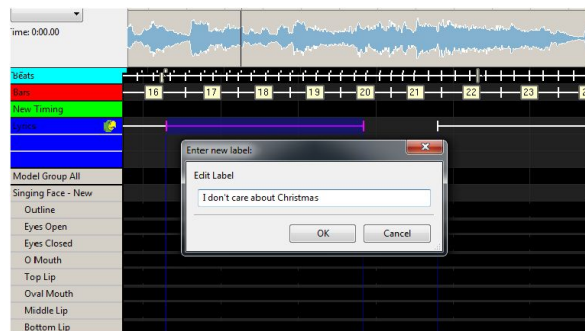 Time: 0:00.00
Beats
Bars
16 17 18 19 20 21 22 23
New Timing
Lyrics
Enter new label:
Edit Label
I don't care about Christmas
OK Cancel
Model Group All
Singing Face - New
Outline
Eyes Open
Eyes Closed
O Mouth
Top Lip
Oval Mouth
Middle Lip
Bottom Lip